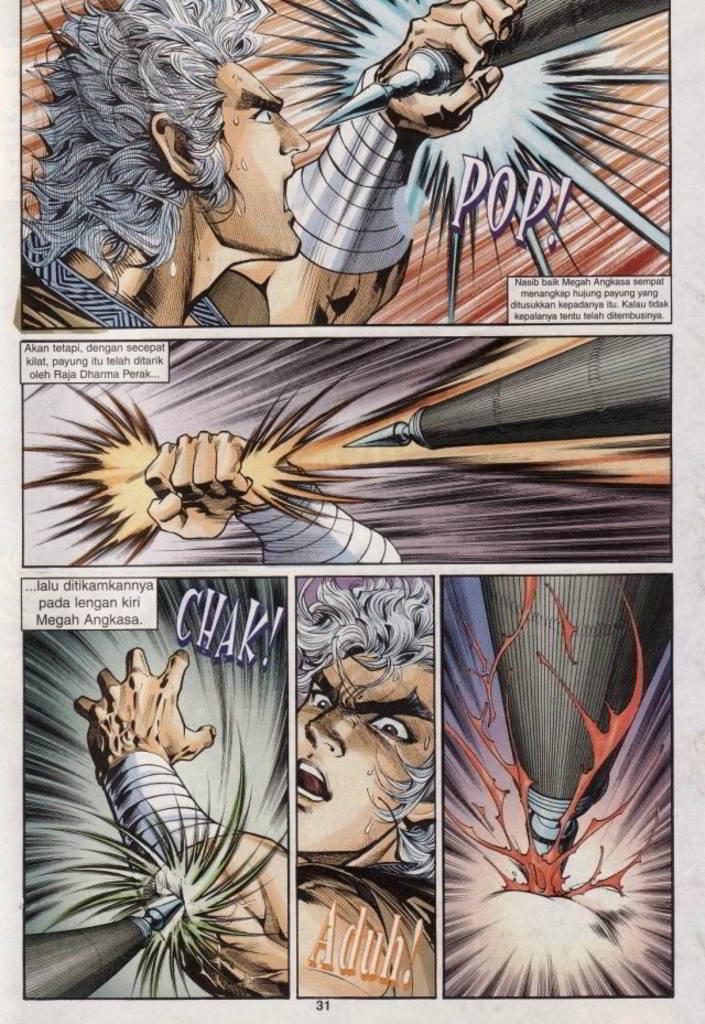 POP!
Nasib baik Megah Angkasa sempat
menangkap hujung payung yang
ditusukkan kepadanya itu. Kalau tidak
kepalanya tentu telah ditembusinya.
Akan tetapi, dengan secepat
kilat, payung itu telah ditarik
oleh Raja Dharma Perak...
...lalu ditikamkannya
pada lengan kiri
Megah Angkasa.
CHAK!
Aduh!
31